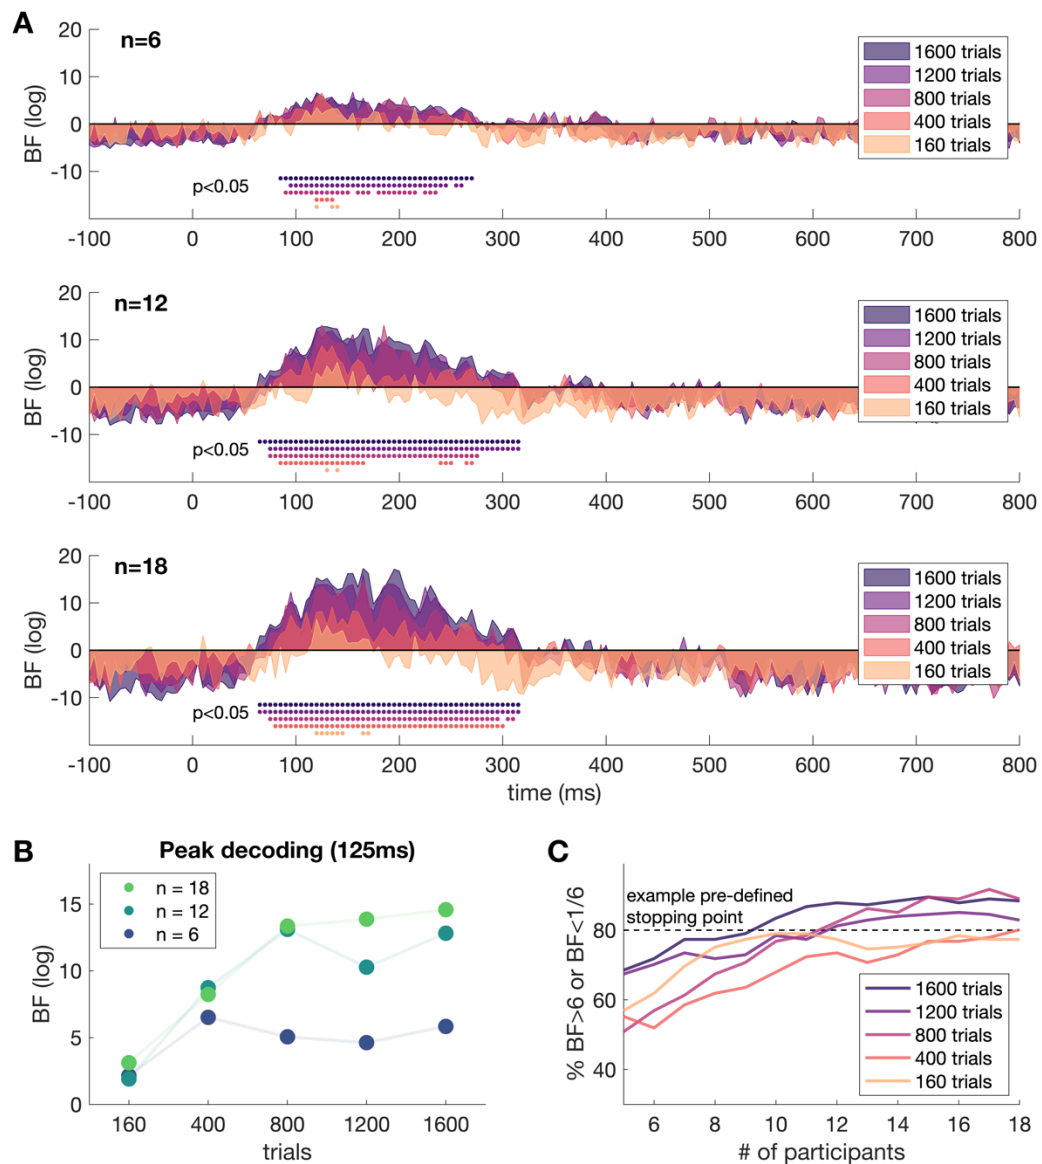 A
n=6
20
10
0
-10
BF (log)
p<0.05
1600 trials
1200 trials
800 trials
400 trials
160 trials
-100 0 100 200 300 400 500 600 700 800
n=12
20
10
0
-10
BF (log)
p<0.05
1600 trials
1200 trials
800 trials
400 trials
160 trials
-100 0 100 200 300 400 500 600 700 800
n=18
20
10
0
-10
BF (log)
p<0.05
1600 trials
1200 trials
800 trials
400 trials
160 trials
-100 0 100 200 300 400 500 600 700 800
time (ms)
B
Peak decoding (125ms)
n = 18
n = 12
n = 6
15
10
5
0
BF (log)
160 400 800 1200 1600
trials
C
example pre-defined
stopping point
80
60
40
% BF>6 or BF<1/6
1600 trials
1200 trials
800 trials
400 trials
160 trials
6 8 10 12 14 16 18
# of participants